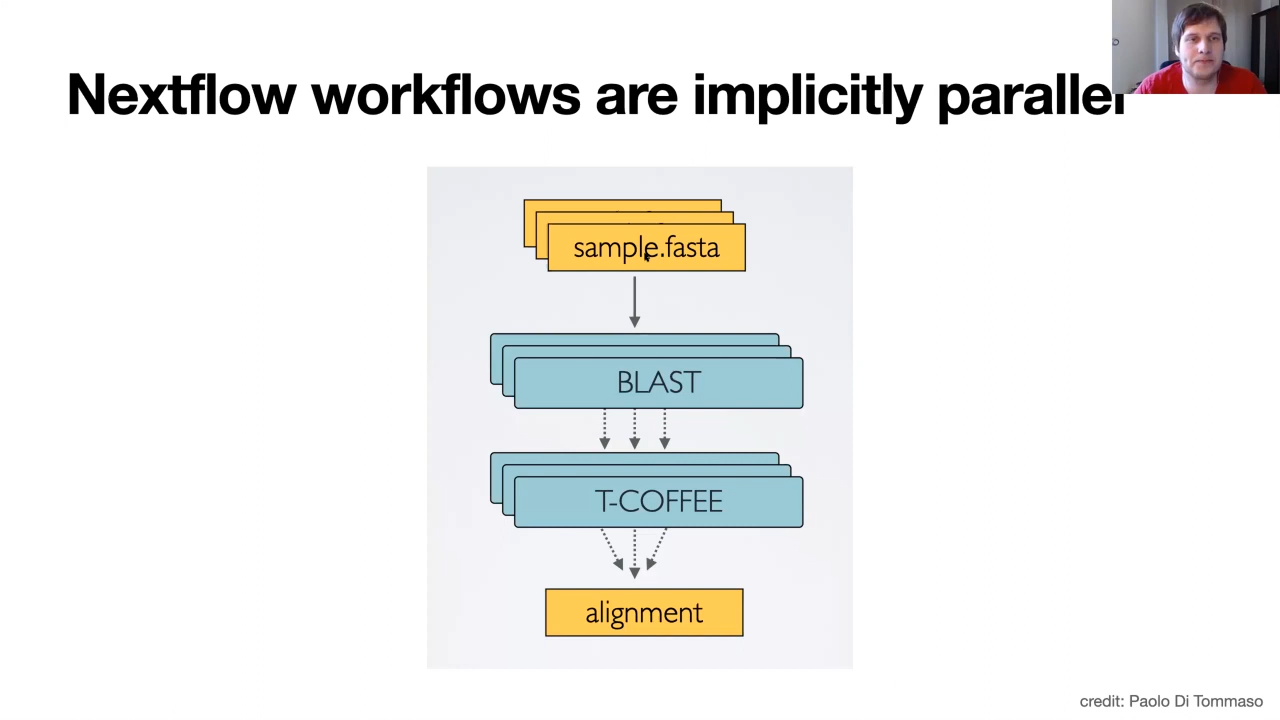 Nextflow workflows are implicitly parallel
sample.fasta
BLAST
T-COFFEE
alignment
credit: Paolo Di Tommaso